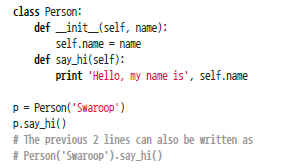 class Person:
    def __init__(self, name):
        self.name = name
    def say_hi(self):
        print 'Hello, my name is', self.name

p = Person('Swaroop')
p.say_hi()
# The previous 2 lines can also be written as
# Person('Swaroop').say_hi()